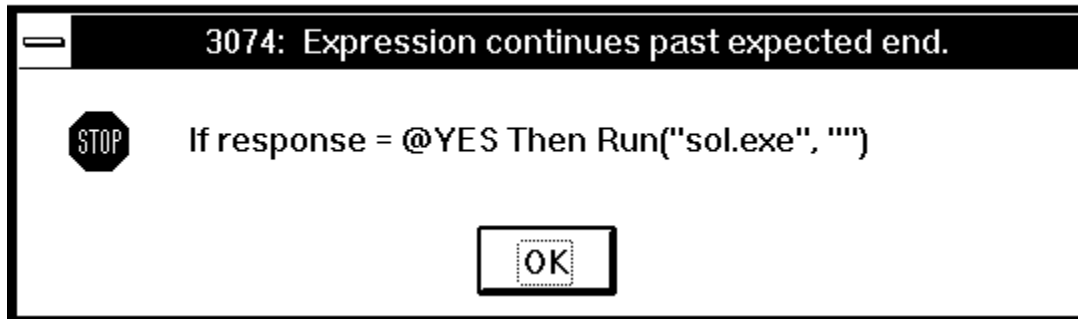 3074: Expression continues past expected end.
STOP If response = @YES Then Run("sol.exe", "")
OK